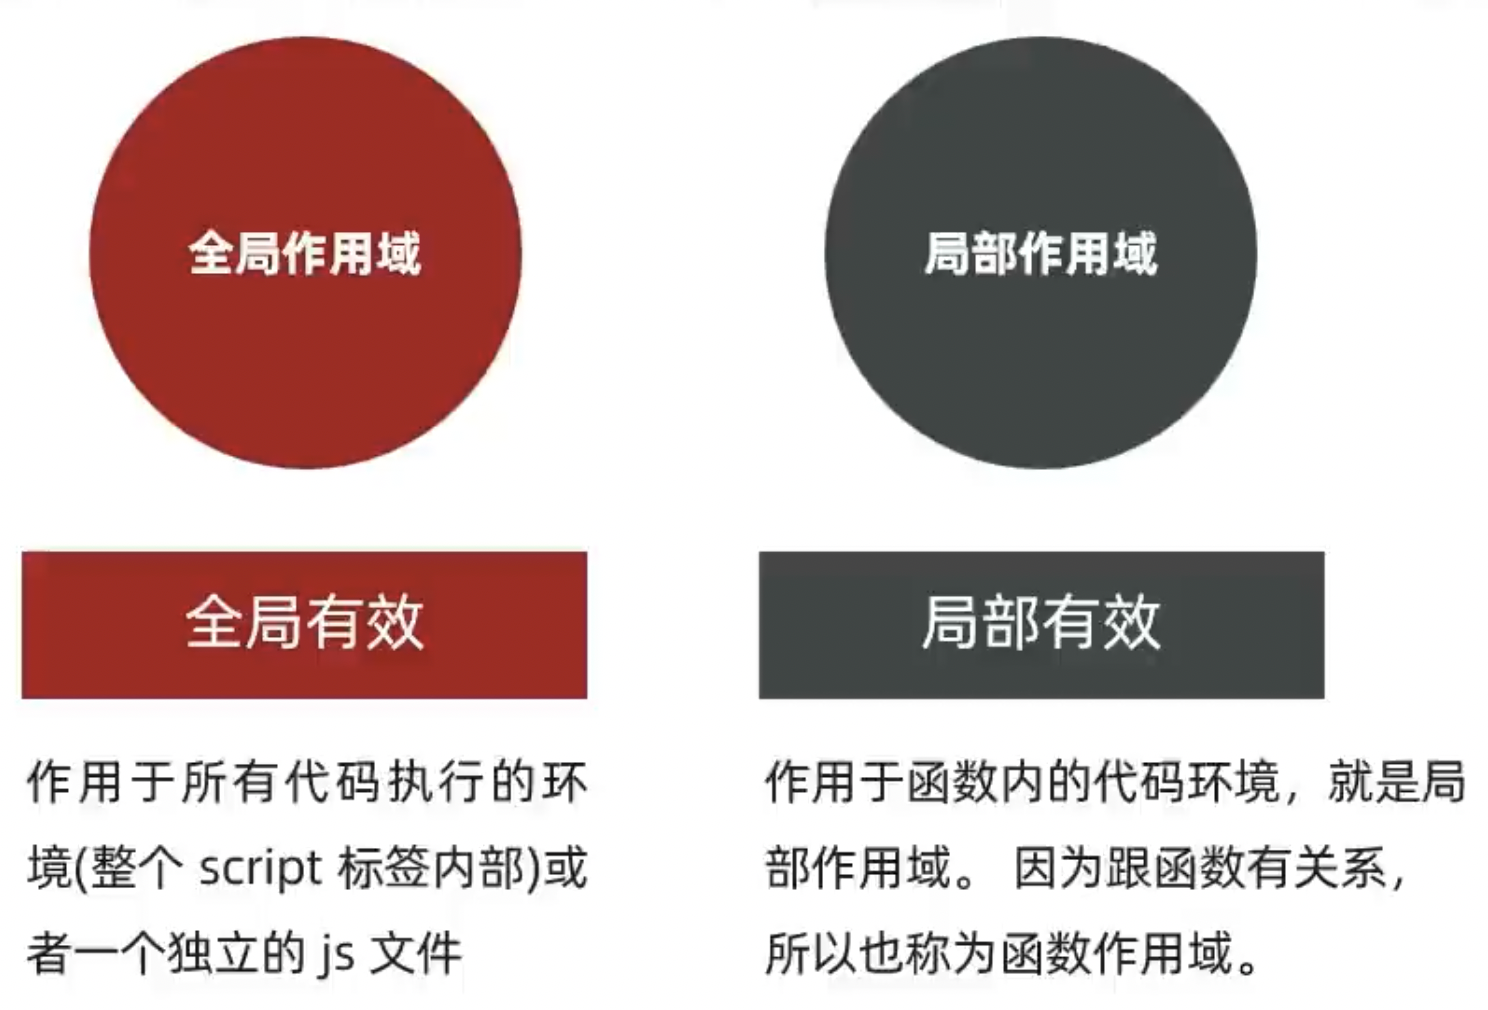 全局作用域
全局有效
作用于所有代码执行的环
境(整个 script 标签内部)或
者一个独立的 js 文件
局部作用域
局部有效
作用于函数内的代码环境，就是局
部作用域。 因为跟函数有关系，
所以也称为函数作用域。